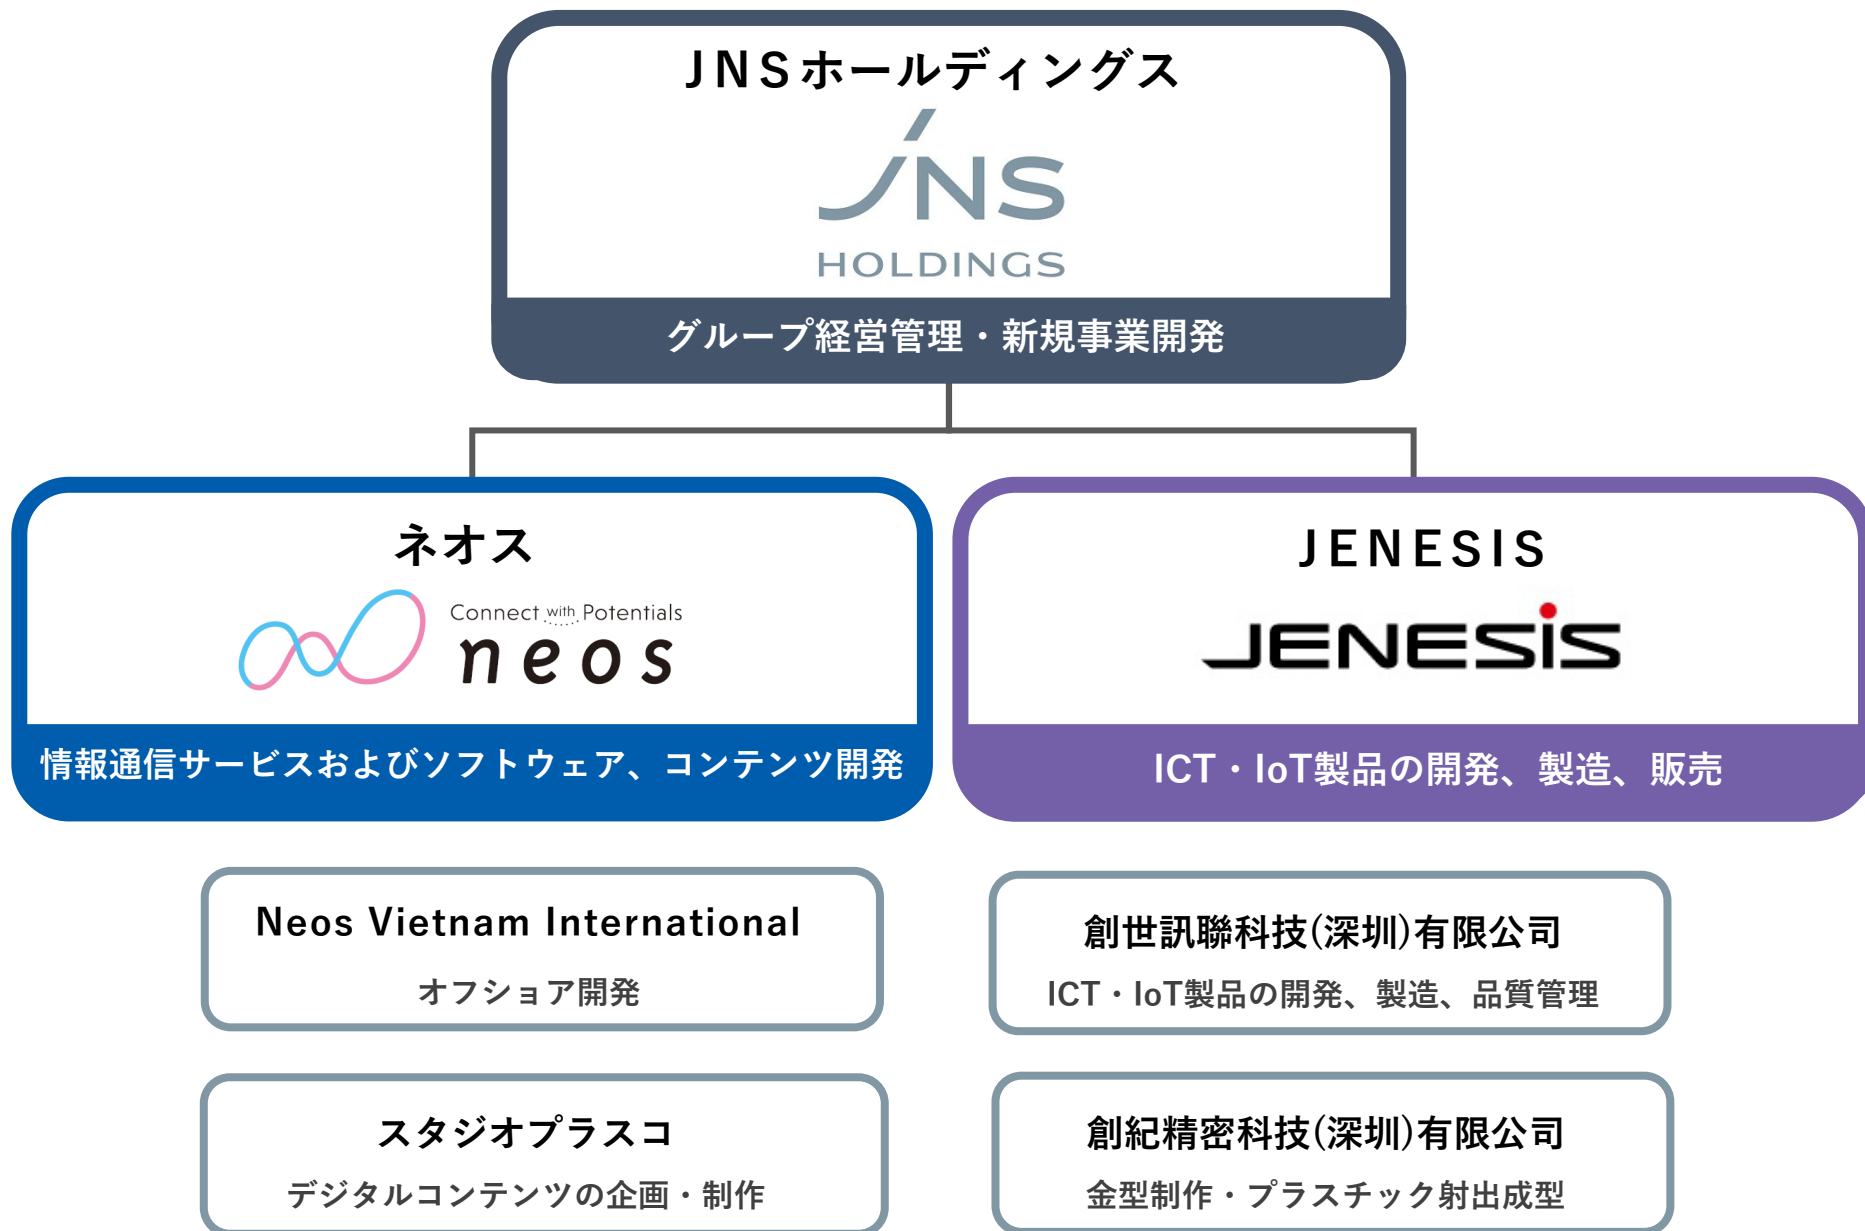 JNSホールディングス
JNS
HOLDINGS
グループ経営管理・新規事業開発
ネオス
Connect with Potentials
neos
情報通信サービスおよびソフトウェア、コンテンツ開発
JENESIS
JENESIS
ICT・IoT製品の開発、製造、販売
Neos Vietnam International
オフショア開発
スタジオプラスコ
デジタルコンテンツの企画・制作
創世訊聯科技(深圳)有限公司
ICT・IoT製品の開発、製造、品質管理
創紀精密科技(深圳)有限公司
金型制作・プラスチック射出成型